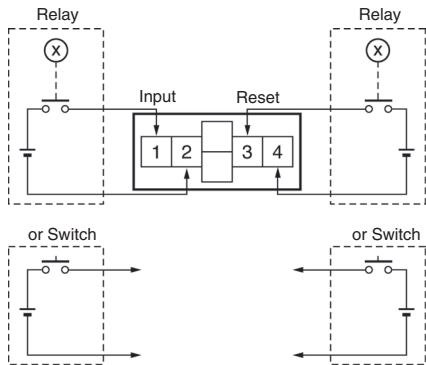 Relay
Relay
X
X
Input
Reset
1 2 3 4
or Switch
or Switch